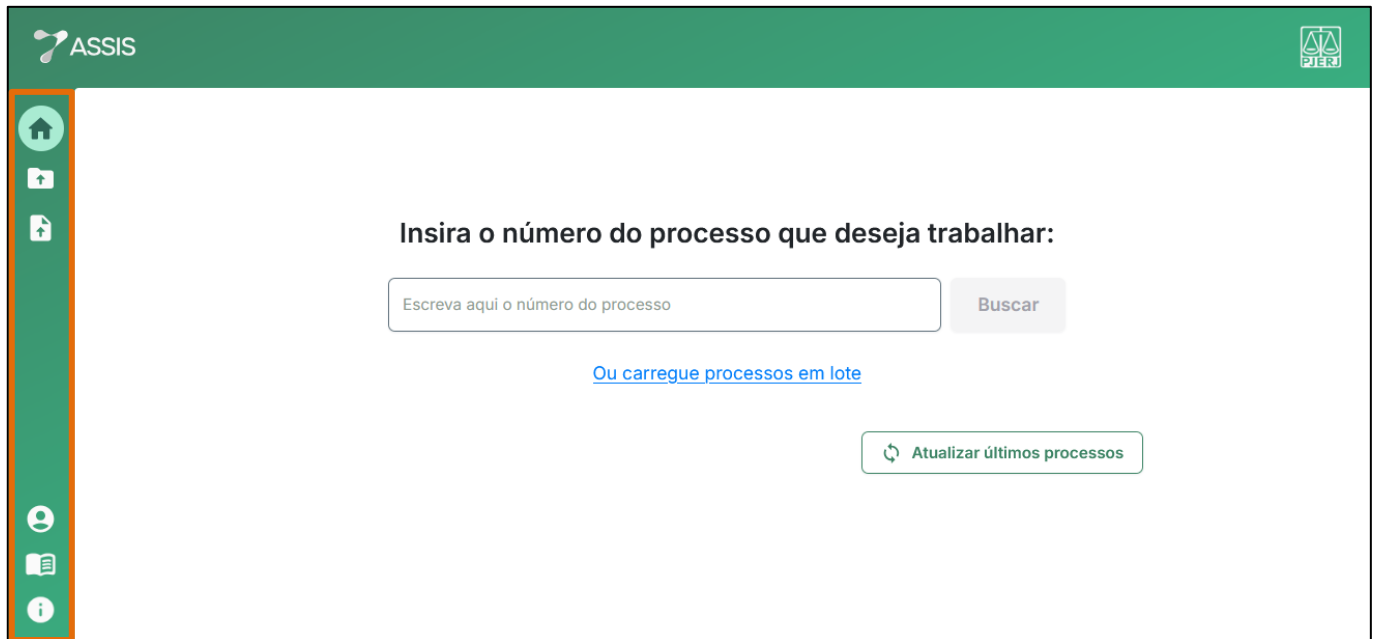 ASSIS
PJERJ
Insira o número do processo que deseja trabalhar:
Escreva aqui o número do processo
Buscar
Ou carregue processos em lote
Atualizar últimos processos